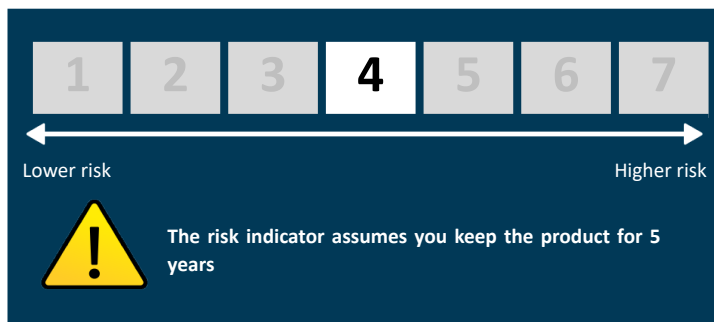 1 2 3 4 5 6 7
Lower risk Higher risk
The risk indicator assumes you keep the product for 5
years